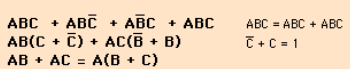 ABC + ABC̅ + AB̅C + ABC
ABC = ABC + ABC
AB(C + C̅) + AC(B̅ + B)
C̅ + C = 1
AB + AC = A(B + C)